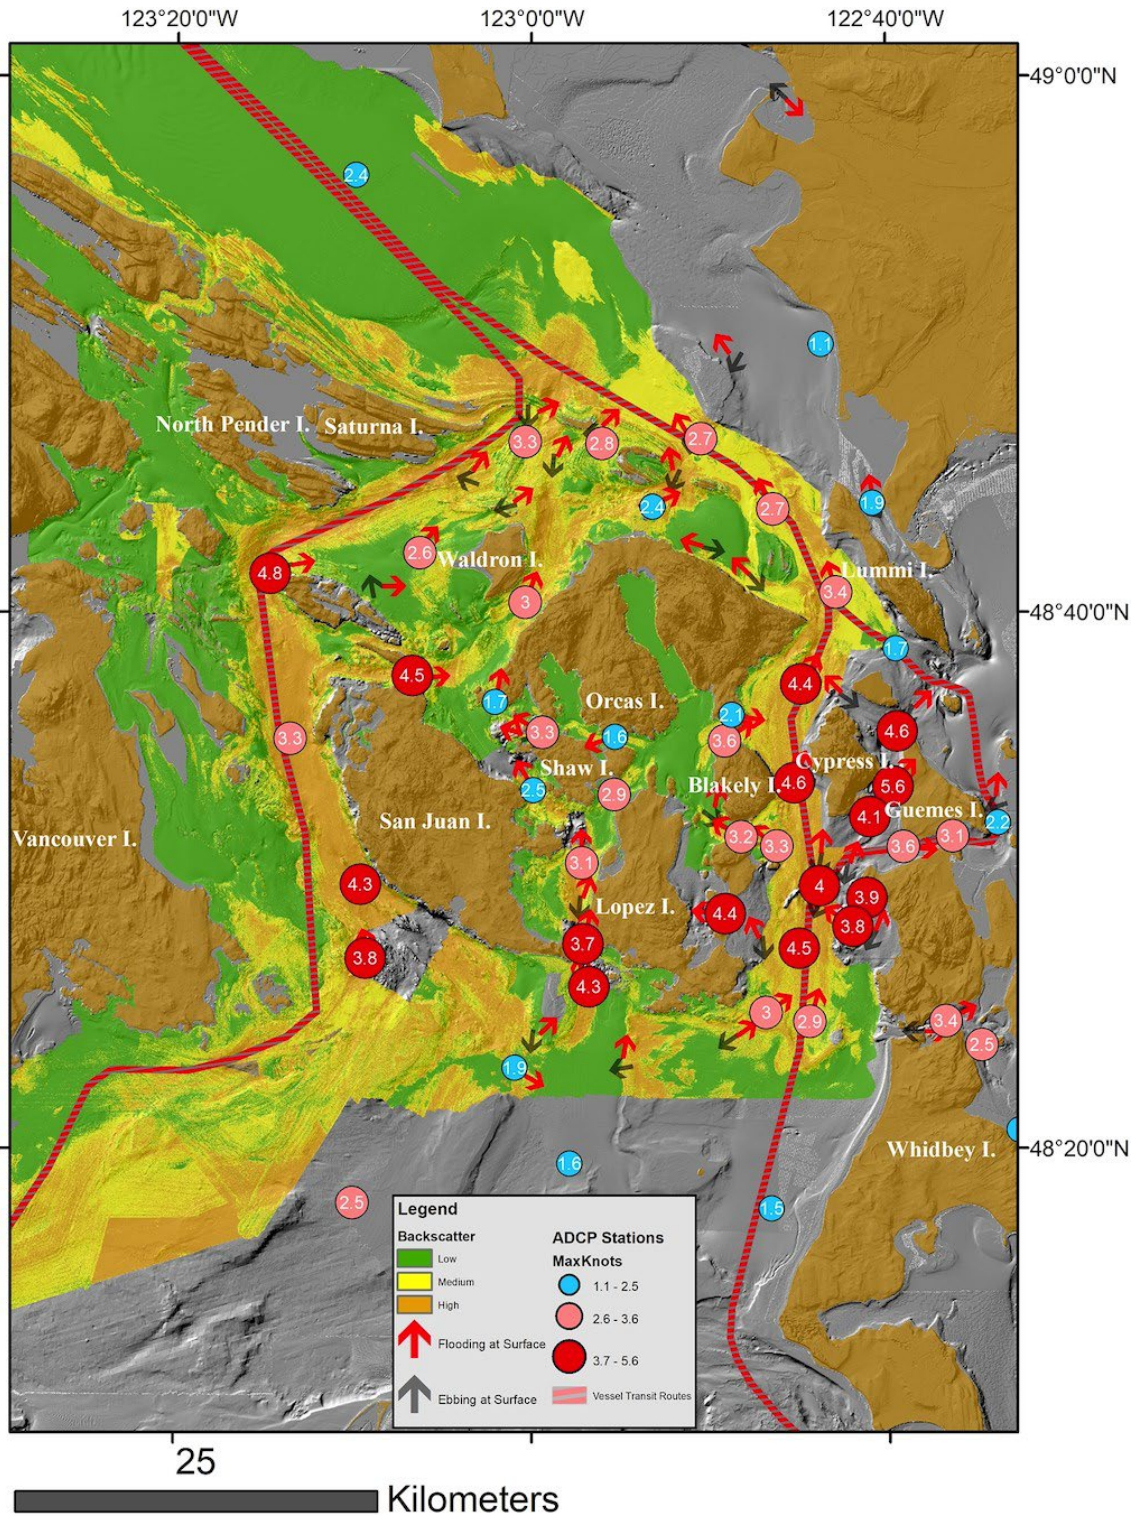 123°20'0"W 123°0'0"W 122°40'0"W
49°0'0"N
2.4
1.1
North Pender I. Saturna I.
3.3 2.8 2.7
2.4 2.7 1.9
2.6 Waldron I.
4.8 Lummi I.
3 3.4
48°40'0"N
1.7
4.5 4.4
1.7 Orcas I. 2.1
3.3 3.3 1.6 3.6 4.6
Shaw I. Cypress I.
2.5 2.9 Blakely I. 4.6 5.6
Guemes I.
4.1 2.2
San Juan I.
Vancouver I. 3.2 3.3 3.6 3.1
3.1
4.3 4 3.9
Lopez I. 4.4 3.8
3.7 4.5
3.8
4.3
3 2.9 3.4
2.5
1.9
Whidbey I.
48°20'0"N
1.6
2.5 1.5
Legend
Backscatter
Low
Medium
High
Flooding at Surface
Ebbing at Surface
ADCP Stations
MaxKnots
1.1 - 2.5
2.6 - 3.6
3.7 - 5.6
Vessel Transit Routes
25
Kilometers